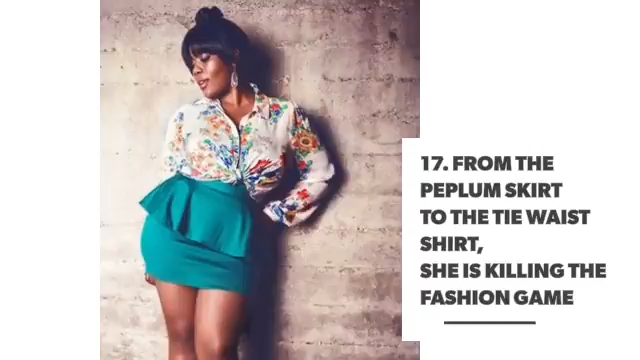 17. FROM THE
PEPLUM SKIRT
TO THE TIE WAIST
SHIRT,
SHE IS KILLING THE
FASHION GAME